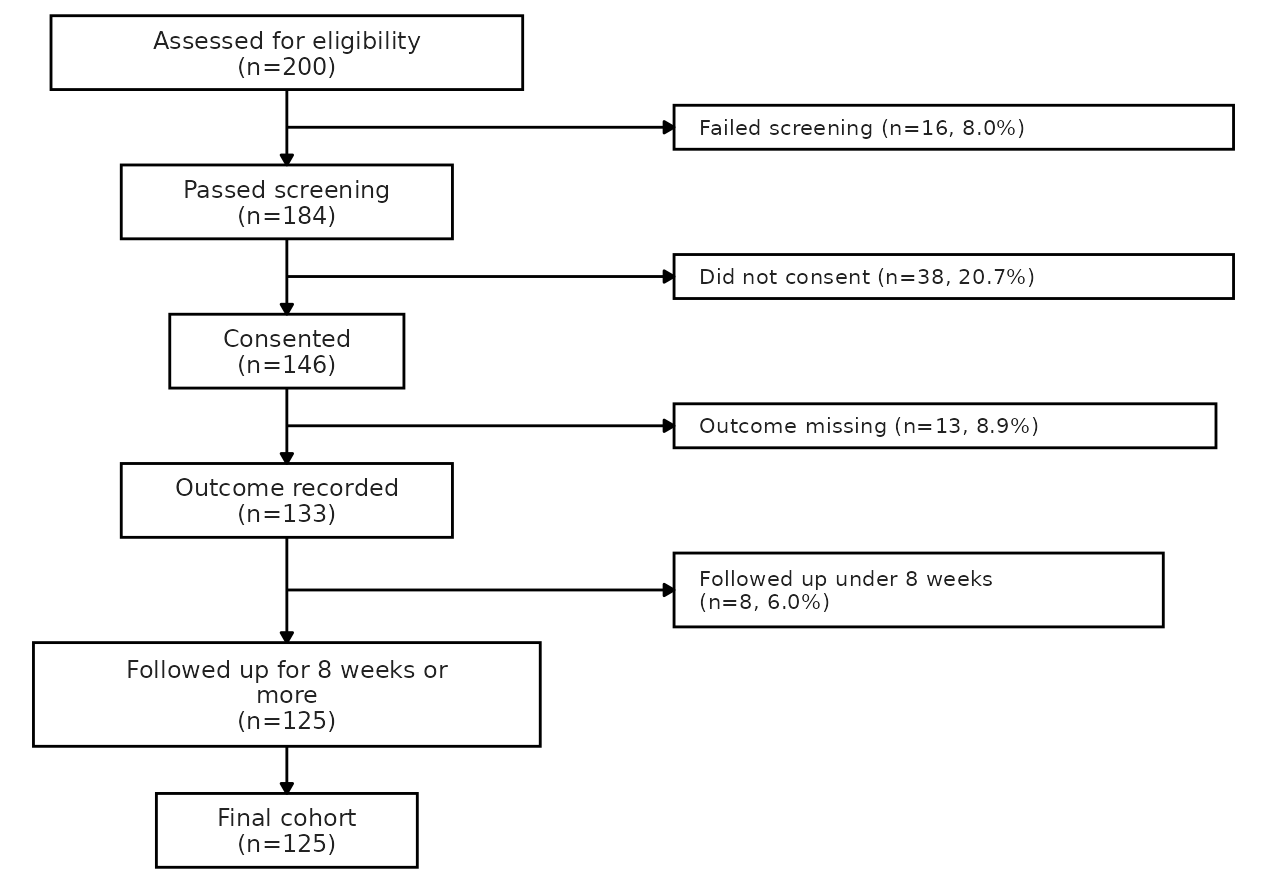 Assessed for eligibility
(n=200)
Failed screening (n=16, 8.0%)
Passed screening
(n=184)
Did not consent (n=38, 20.7%)
Consented
(n=146)
Outcome missing (n=13, 8.9%)
Outcome recorded
(n=133)
Followed up under 8 weeks
(n=8, 6.0%)
Followed up for 8 weeks or
more
(n=125)
Final cohort
(n=125)